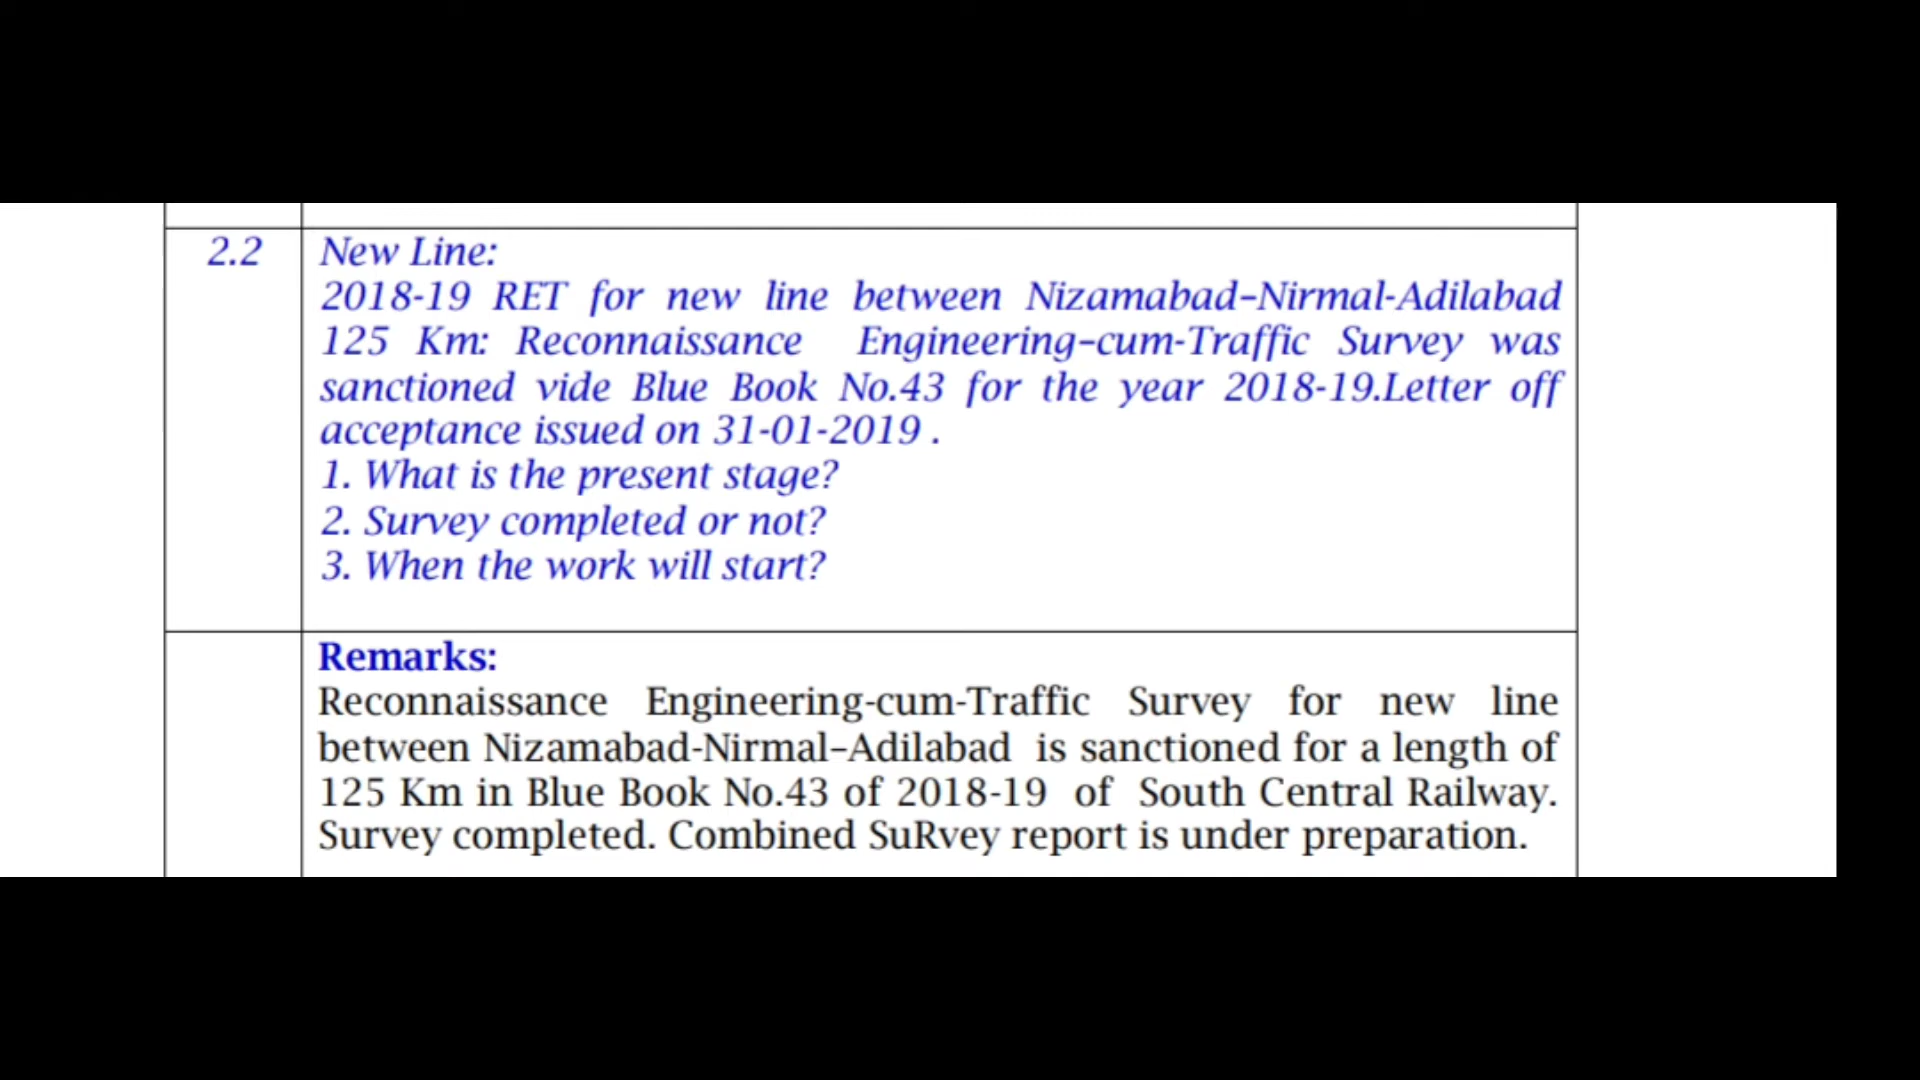 2.2
New Line:
2018-19 RET for new line between Nizamabad–Nirmal-Adilabad
125 Km: Reconnaissance Engineering–cum-Traffic Survey was
sanctioned vide Blue Book No.43 for the year 2018-19.Letter off
acceptance issued on 31-01-2019 .
1. What is the present stage?
2. Survey completed or not?
3. When the work will start?
Remarks:
Reconnaissance Engineering-cum-Traffic Survey for new line
between Nizamabad-Nirmal–Adilabad is sanctioned for a length of
125 Km in Blue Book No.43 of 2018-19 of South Central Railway.
Survey completed. Combined SuRvey report is under preparation.